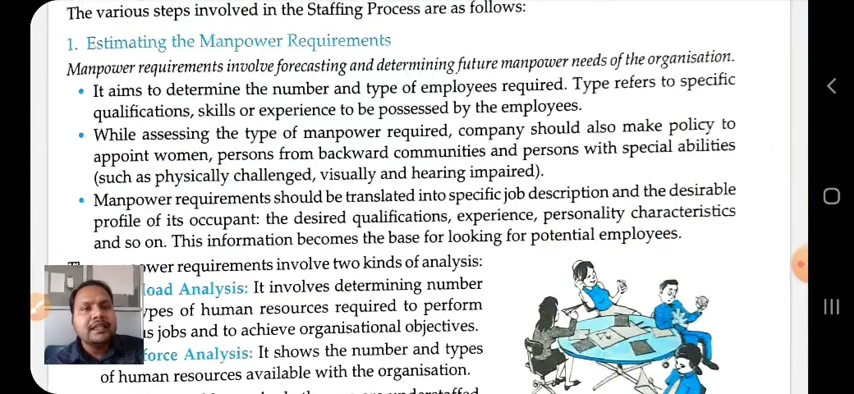 The various steps involved in the Staffing Process are as follows:
1. Estimating the Manpower Requirements
Manpower requirements involve forecasting and determining future manpower needs of the organisation.
• It aims to determine the number and type of employees required. Type refers to specific
qualifications, skills or experience to be possessed by the employees.
• While assessing the type of manpower required, company should also make policy to
appoint women, persons from backward communities and persons with special abilities
(such as physically challenged, visually and hearing impaired).
• Manpower requirements should be translated into specific job description and the desirable
profile of its occupant: the desired qualifications, experience, personality characteristics
and so on. This information becomes the base for looking for potential employees.
ower requirements involve two kinds of analysis:
load Analysis: It involves determining number
ypes of human resources required to perform
s jobs and to achieve organisational objectives.
force Analysis: It shows the number and types
of human resources available with the organisation.